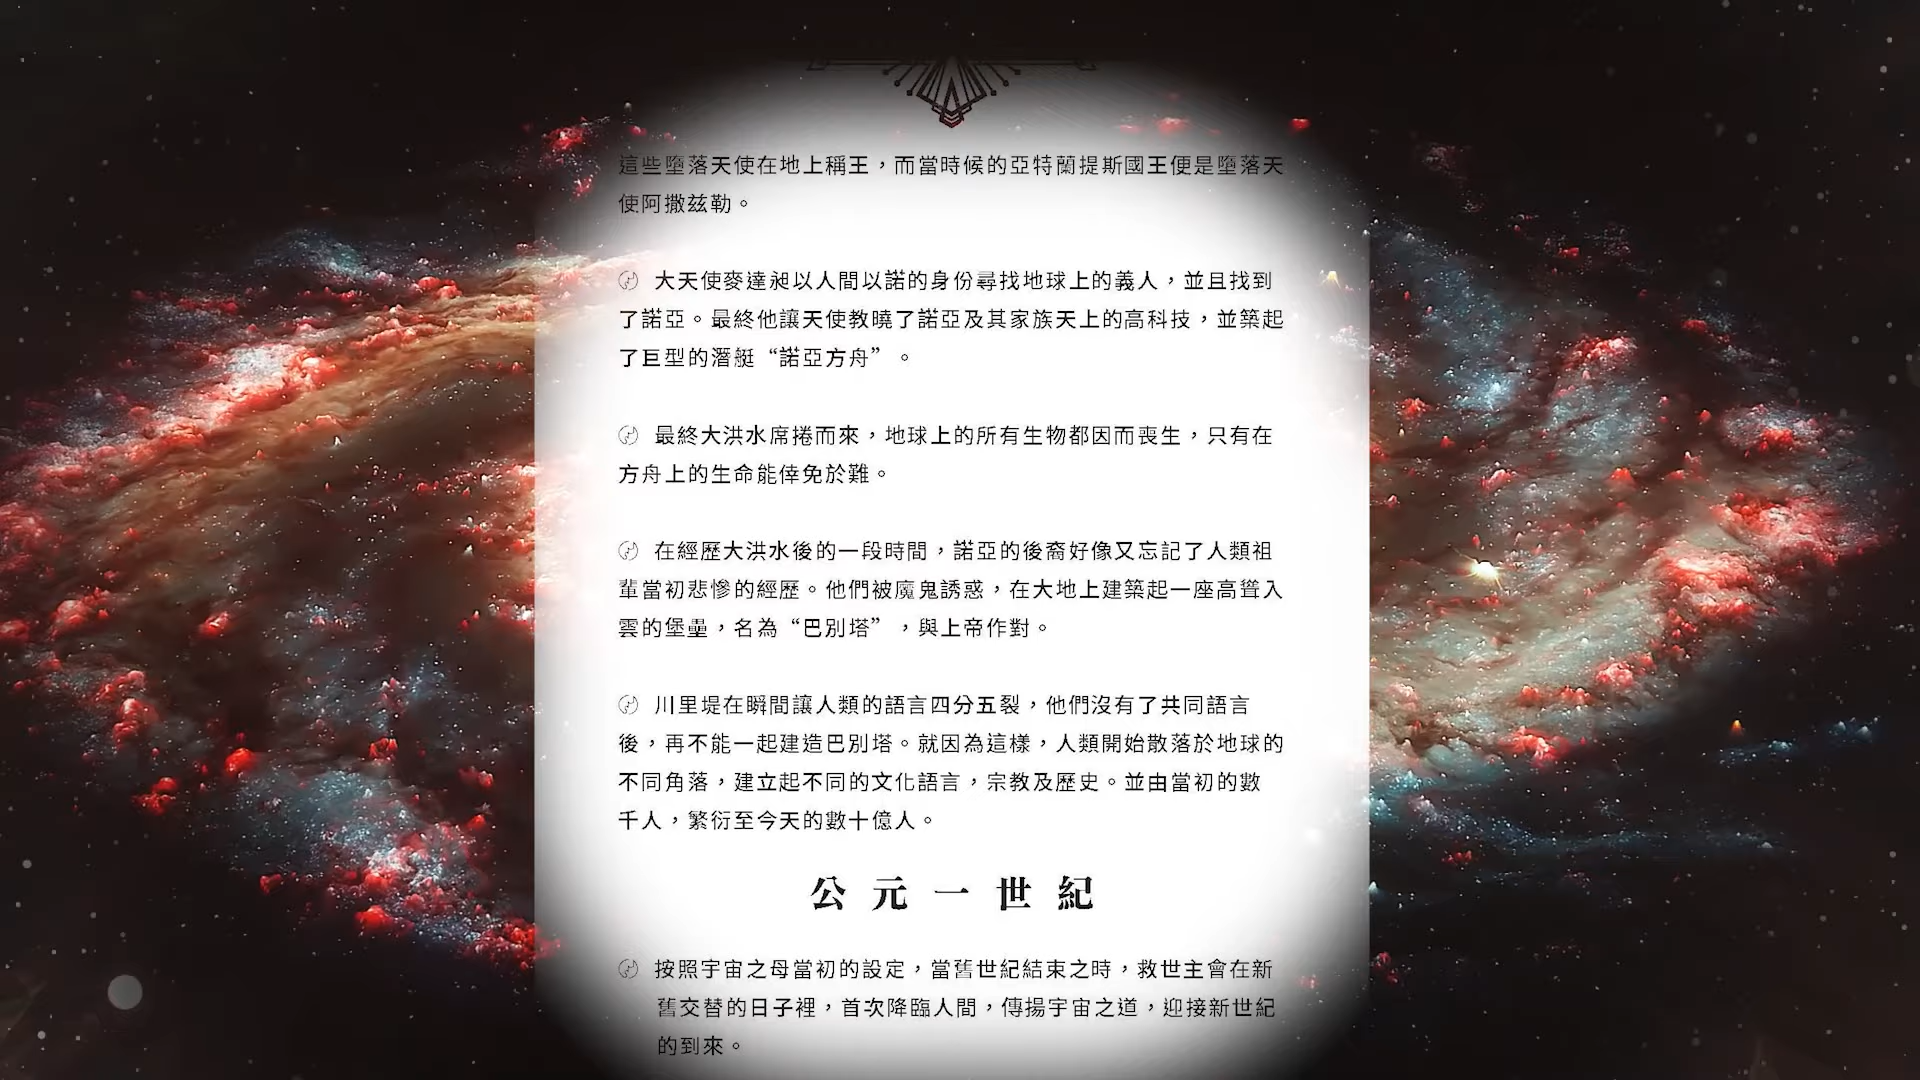 這些墮落天使在地上稱王，而當時候的亞特蘭提斯國王便是墮落天
使阿撒茲勒。
大天使麥達昶以人間以諾的身份尋找地球上的義人，並且找到
了諾亞。最終他讓天使教曉了諾亞及其家族天上的高科技，並築起
了巨型的潛艇“諾亞方舟”。
最終大洪水席捲而來，地球上的所有生物都因而喪生，只有在
方舟上的生命能倖免於難。
在經歷大洪水後的一段時間，諾亞的後裔好像又忘記了人類祖
輩當初悲慘的經歷。他們被魔鬼誘惑，在大地上建築起一座高聳入
雲的堡壘，名為“巴別塔”，與上帝作對。
川里堤在瞬間讓人類的語言四分五裂，他們沒有了共同語言
後，再不能一起建造巴別塔。就因為這樣，人類開始散落於地球的
不同角落，建立起不同的文化語言，宗教及歷史。並由當初的數
千人，繁衍至今天的數十億人。
公元一世紀
按照宇宙之母當初的設定，當舊世紀結束之時，救世主會在新
舊交替的日子裡，首次降臨人間，傳揚宇宙之道，迎接新世紀
的到來。